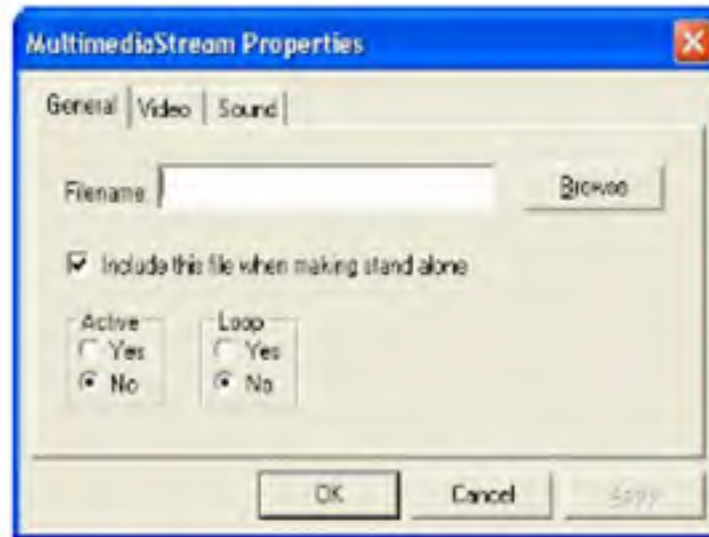 MultimediaStream Properties
General Video Sound
Filename Browse
Include this file when making stand alone
Active Loop
Yes Yes
No No
OK Cancel Apply